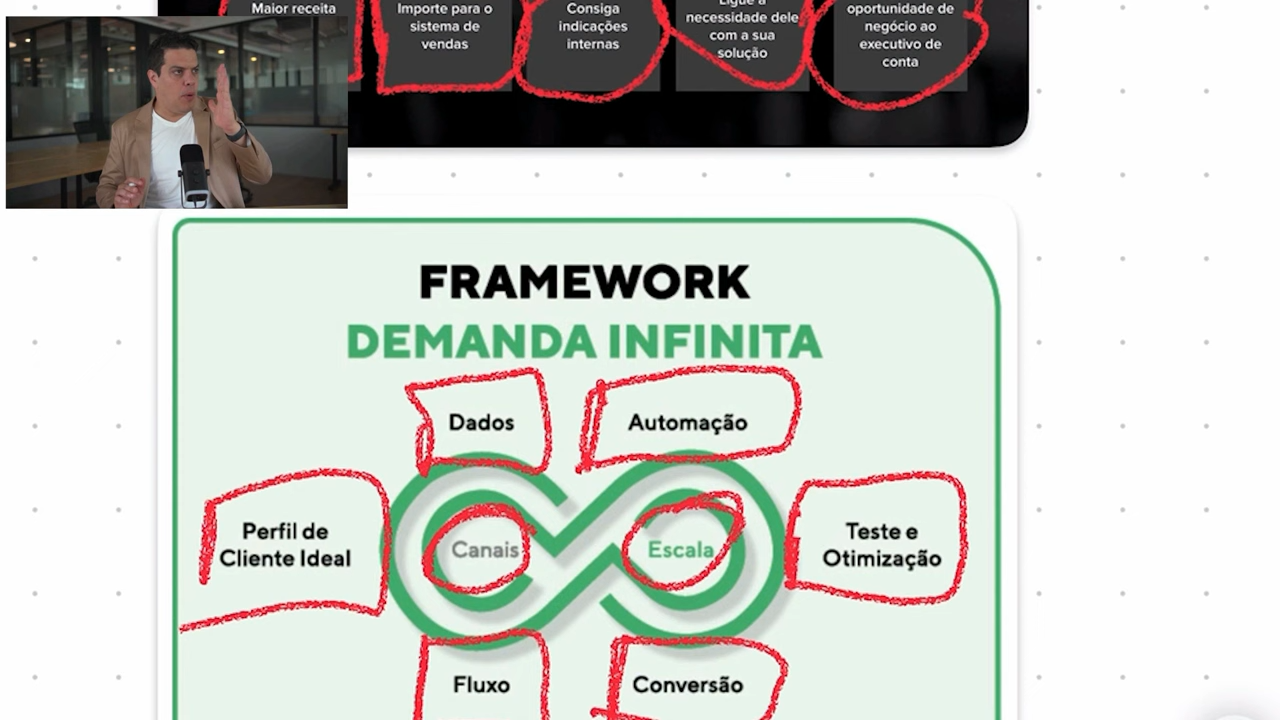 Maior receita
Importe para o
sistema de
vendas
Consiga
indicações
internas
Ligue a
necessidade dele
com a sua
solução
oportunidade de
negócio ao
executivo de
conta
FRAMEWORK
DEMANDA INFINITA
Dados
Automação
Perfil de
Cliente Ideal
Canais
Escala
Teste e
Otimização
Fluxo
Conversão